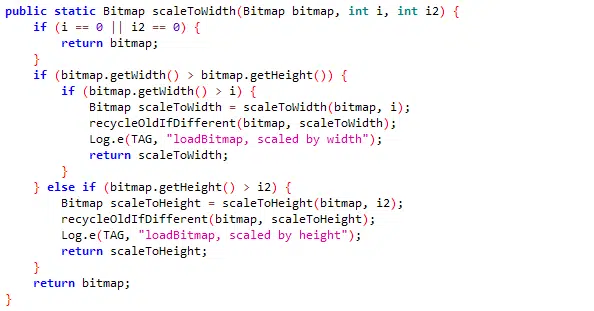 public static Bitmap scaleToWidth(Bitmap bitmap, int i, int i2) {
    if (i == 0 || i2 == 0) {
        return bitmap;
    }
    if (bitmap.getWidth() > bitmap.getHeight()) {
        if (bitmap.getWidth() > i) {
            Bitmap scaleToWidth = scaleToWidth(bitmap, i);
            recycleOldIfDifferent(bitmap, scaleToWidth);
            Log.e(TAG, "loadBitmap, scaled by width");
            return scaleToWidth;
        }
    } else if (bitmap.getHeight() > i2) {
        Bitmap scaleToHeight = scaleToHeight(bitmap, i2);
        recycleOldIfDifferent(bitmap, scaleToHeight);
        Log.e(TAG, "loadBitmap, scaled by height");
        return scaleToHeight;
    }
    return bitmap;
}